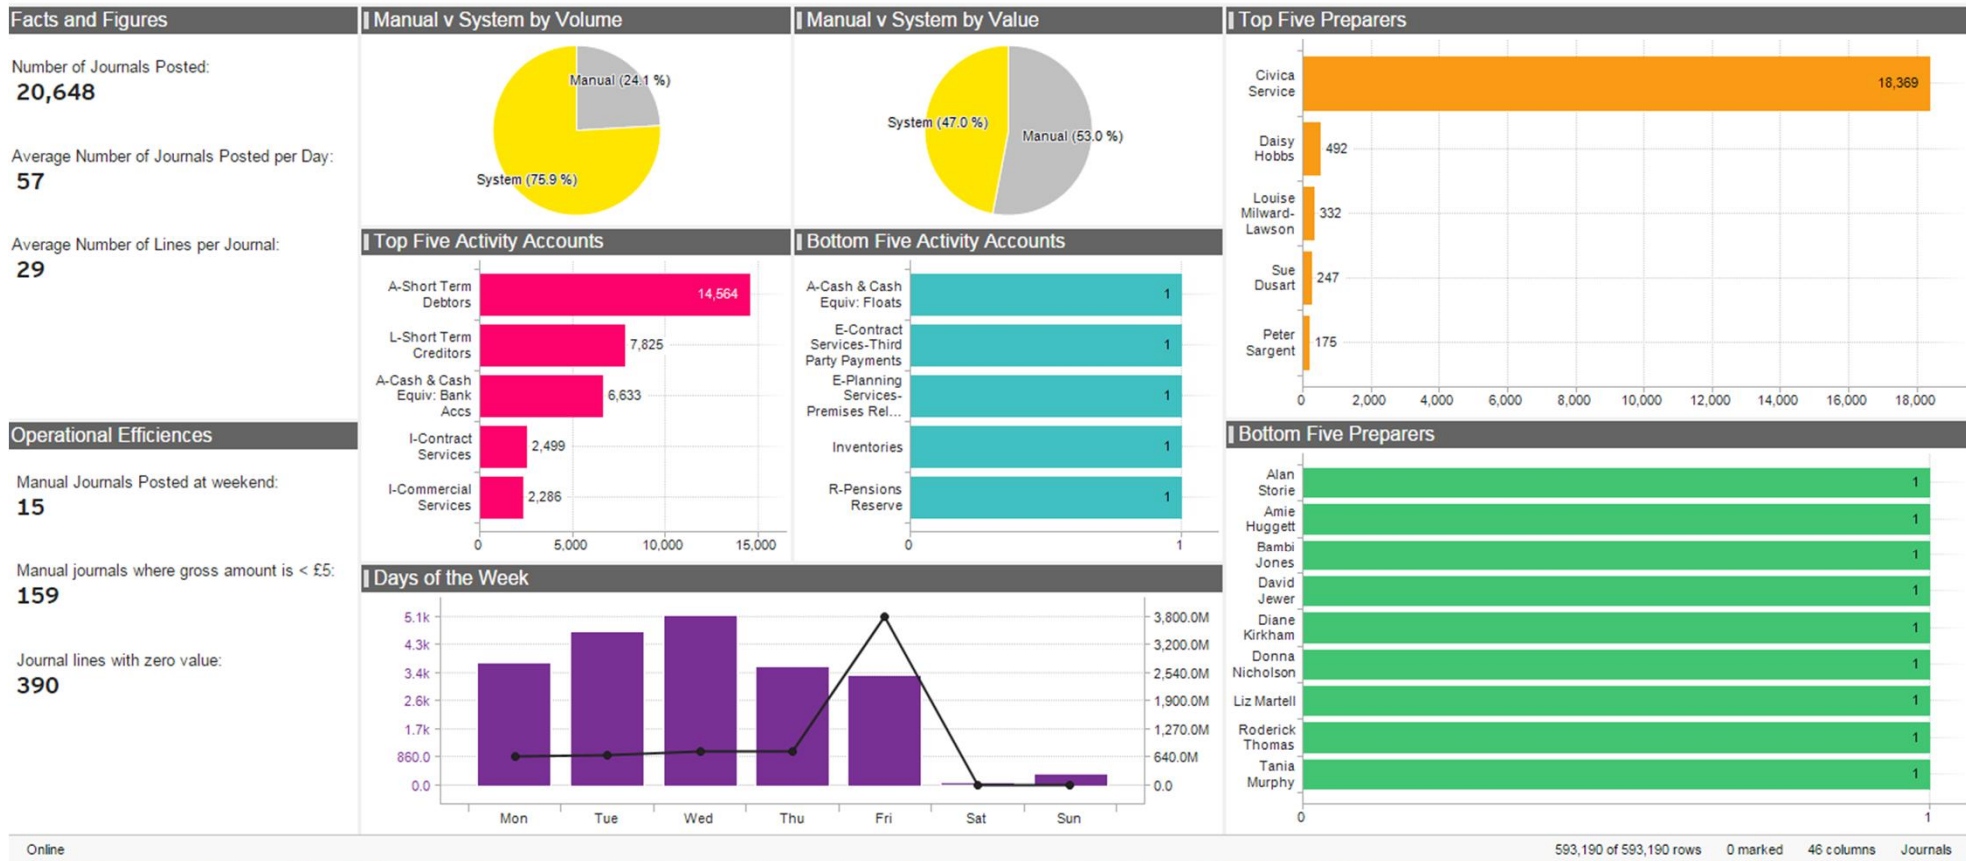 Facts and Figures
Number of Journals Posted:
20,648
Average Number of Journals Posted per Day:
57
Average Number of Lines per Journal:
29
Operational Efficiences
Manual Journals Posted at weekend:
15
Manual journals where gross amount is < £5:
159
Journal lines with zero value:
390
Manual v System by Volume
Manual (24.1 %)
System (75.9 %)
Manual v System by Value
System (47.0 %)
Manual (53.0 %)
Top Five Activity Accounts
A-Short Term
Debtors
14,564
L-Short Term
Creditors
7,825
A-Cash & Cash
Equiv: Bank
Accs
6,633
I-Contract
Services
2,499
I-Commercial
Services
2,286
0 5,000 10,000 15,000
Bottom Five Activity Accounts
A-Cash & Cash
Equiv: Floats
1
E-Contract
Services-Third
Party Payments
1
E-Planning
Services-
Premises Rel...
1
Inventories
1
R-Pensions
Reserve
1
0 1
Days of the Week
5.1k 3,800.0M
4.3k 3,200.0M
3.4k 2,540.0M
2.6k 1,900.0M
1.7k 1,270.0M
860.0 640.0M
0.0 0.0
Mon Tue Wed Thu Fri Sat Sun
Top Five Preparers
Civica
Service
18,369
Daisy
Hobbs
492
Louise
Milward-
Lawson
332
Sue
Dusart
247
Peter
Sargent
175
0 2,000 4,000 6,000 8,000 10,000 12,000 14,000 16,000 18,000
Bottom Five Preparers
Alan
Storie
1
Amie
Huggett
1
Bambi
Jones
1
David
Jewer
1
Diane
Kirkham
1
Donna
Nicholson
1
Liz Martell
1
Roderick
Thomas
1
Tania
Murphy
1
0 1
Online 593,190 of 593,190 rows 0 marked 46 columns Journals